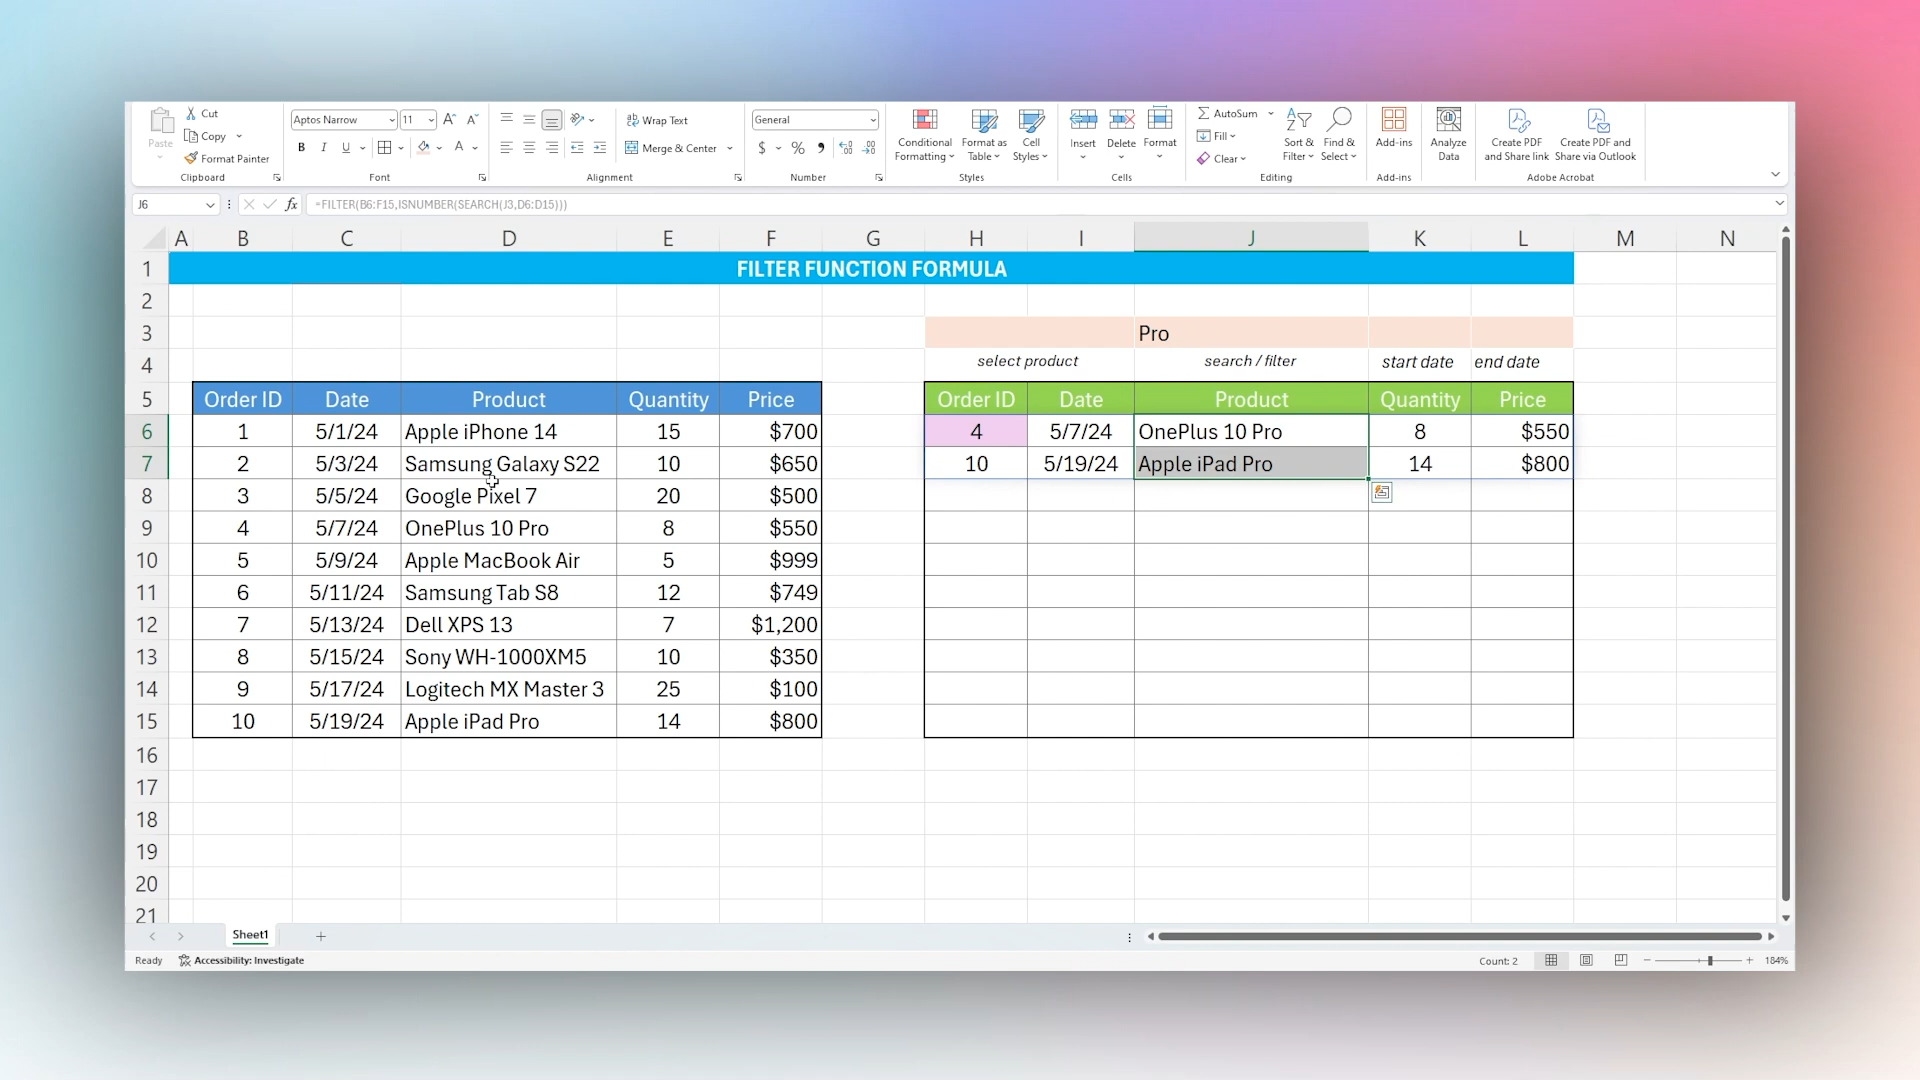 Paste
Cut
Copy
Format Painter
Clipboard
Aptos Narrow 11
B I U
Font
Wrap Text
Merge & Center
Alignment
General
$ % ,
Number
Conditional Formatting
Format as Table
Cell Styles
Styles
Insert
Delete
Format
Cells
AutoSum
Fill
Clear
Sort & Filter
Find & Select
Editing
Add-ins
Add-ins
Analyze Data
Create PDF and Share link
Create PDF and Share via Outlook
Adobe Acrobat
J6
fx =FILTER(B6:F15,ISNUMBER(SEARCH(J3,D6:D15)))
A B C D E F G H I J K L M N
1 FILTER FUNCTION FORMULA
2
3 Pro
4 select product search / filter start date end date
5 Order ID Date Product Quantity Price Order ID Date Product Quantity Price
6 1 5/1/24 Apple iPhone 14 15 $700 4 5/7/24 OnePlus 10 Pro 8 $550
7 2 5/3/24 Samsung Galaxy S22 10 $650 10 5/19/24 Apple iPad Pro 14 $800
8 3 5/5/24 Google Pixel 7 20 $500
9 4 5/7/24 OnePlus 10 Pro 8 $550
10 5 5/9/24 Apple MacBook Air 5 $999
11 6 5/11/24 Samsung Tab S8 12 $749
12 7 5/13/24 Dell XPS 13 7 $1,200
13 8 5/15/24 Sony WH-1000XM5 10 $350
14 9 5/17/24 Logitech MX Master 3 25 $100
15 10 5/19/24 Apple iPad Pro 14 $800
16
17
18
19
20
21
Sheet1
Ready Accessibility: Investigate Count: 2 184%